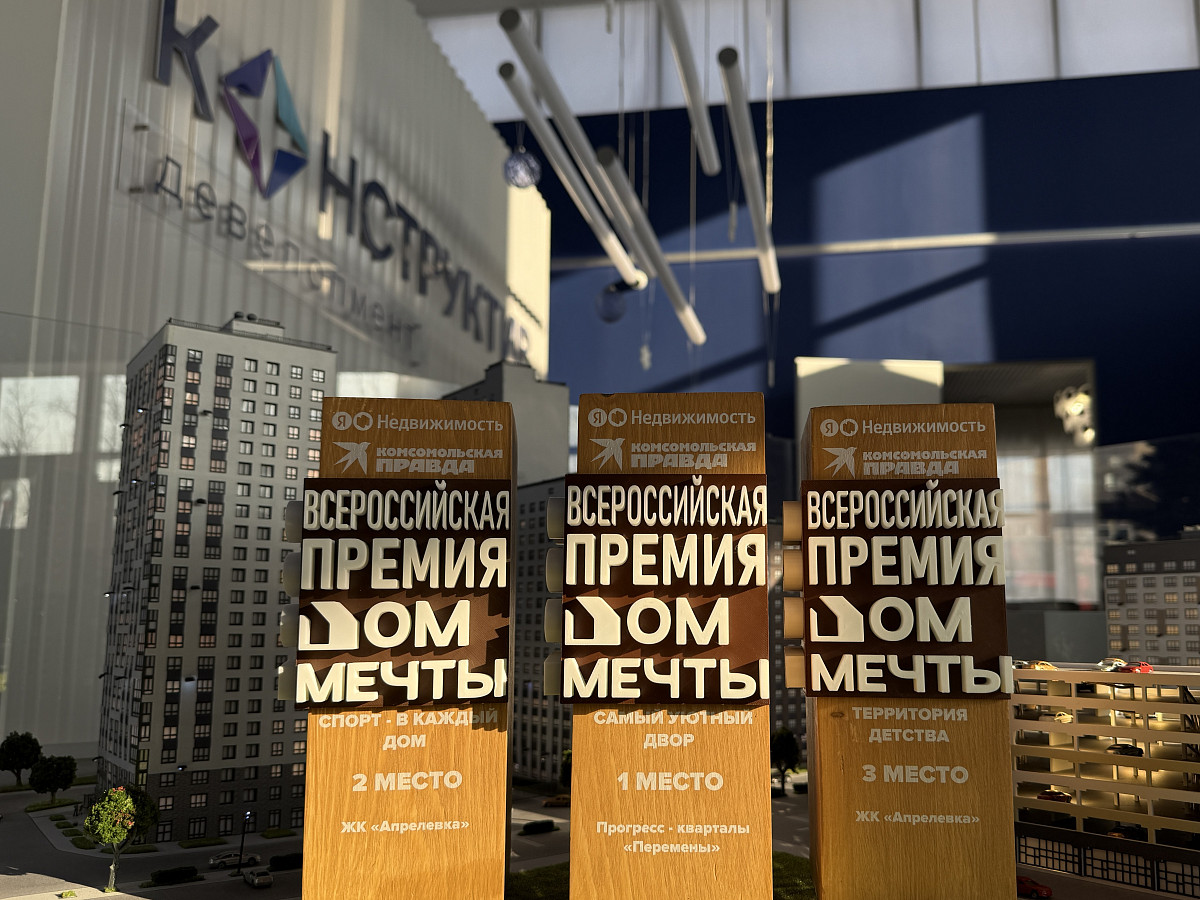 КОНСТРУКТИВ
девелопмент
Я Недвижимость
КОМСОМОЛЬСКАЯ
ПРАВДА
ВСЕРОССИЙСКАЯ
ПРЕМИЯ
ДОМ
МЕЧТЫ
СПОРТ - В КАЖДЫЙ
ДОМ
2 МЕСТО
ЖК «Апрелевка»
Я Недвижимость
КОМСОМОЛЬСКАЯ
ПРАВДА
ВСЕРОССИЙСКАЯ
ПРЕМИЯ
ДОМ
МЕЧТЫ
САМЫЙ УЮТНЫЙ
ДВОР
1 МЕСТО
Прогресс - кварталы
«Перемены»
Я Недвижимость
КОМСОМОЛЬСКАЯ
ПРАВДА
ВСЕРОССИЙСКАЯ
ПРЕМИЯ
ДОМ
МЕЧТЫ
ТЕРРИТОРИЯ
ДЕТСТВА
3 МЕСТО
ЖК «Апрелевка»